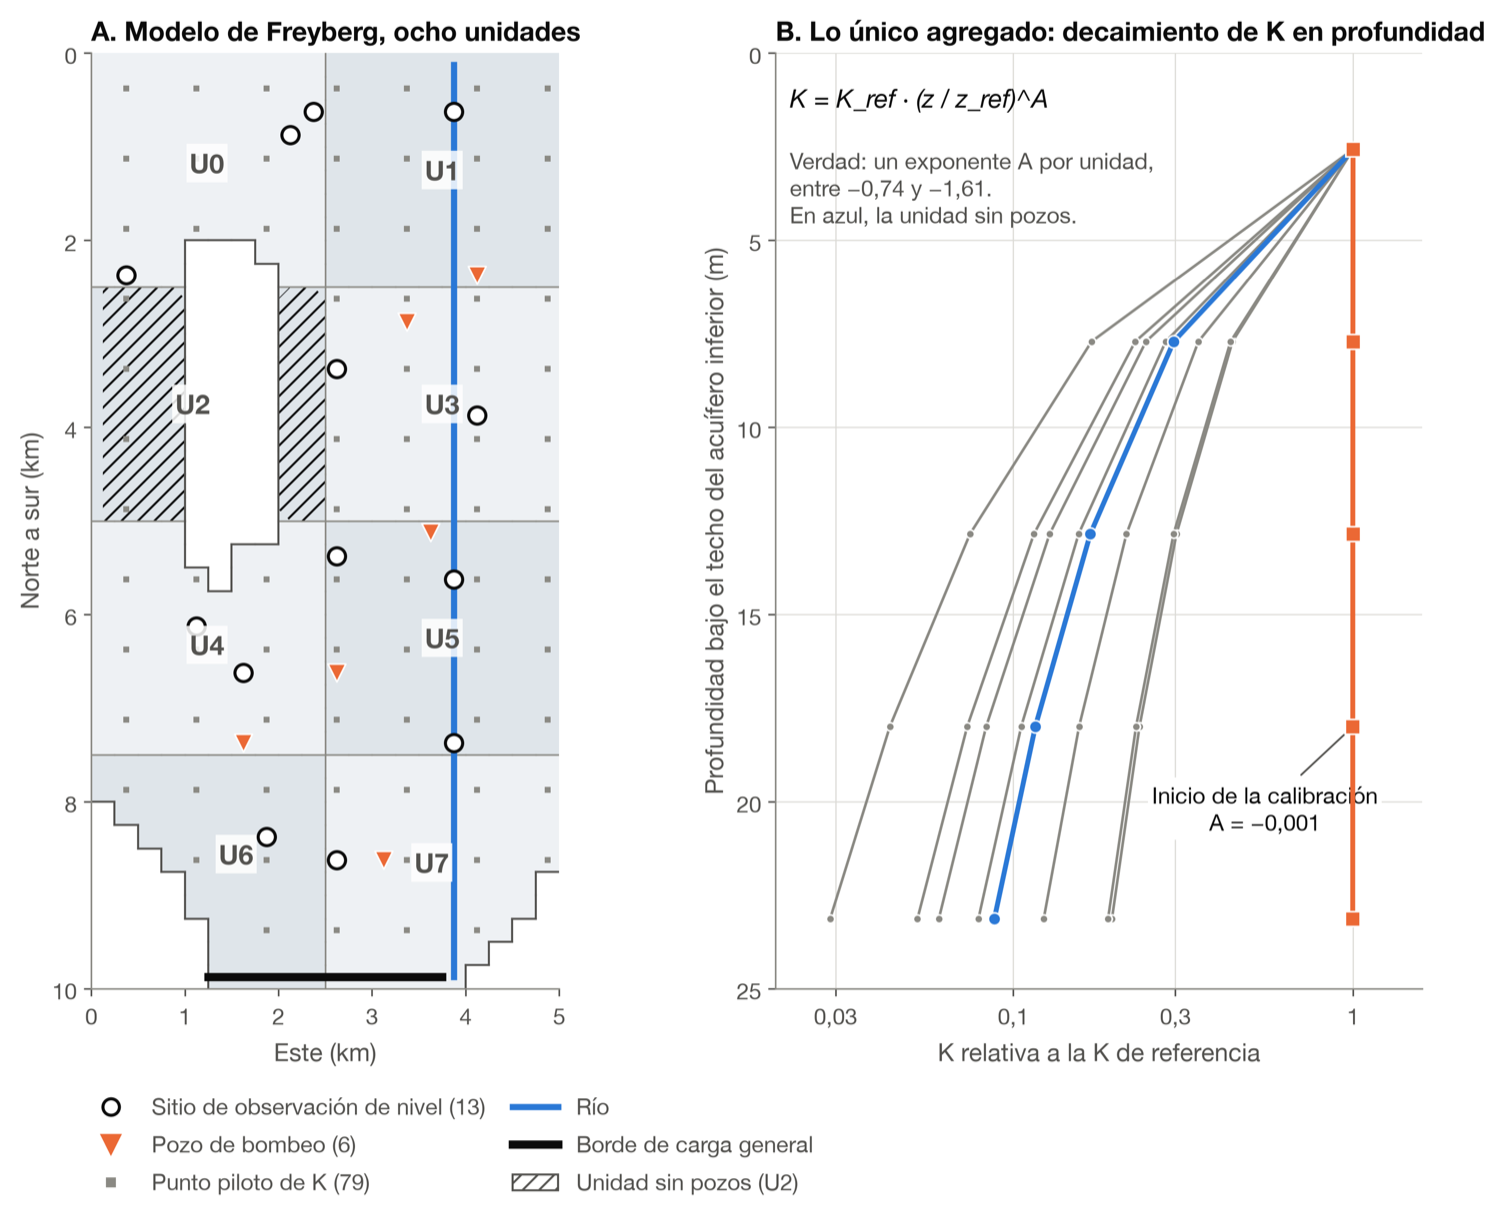 A. Modelo de Freyberg, ocho unidades
0
2
4
6
8
10
Norte a sur (km)
U0
U1
U2
U3
U4
U5
U6
U7
0 1 2 3 4 5
Este (km)
B. Lo único agregado: decaimiento de K en profundidad
K = K_ref · (z / z_ref)^A
Verdad: un exponente A por unidad,
entre −0,74 y −1,61.
En azul, la unidad sin pozos.
0
5
10
15
20
25
Profundidad bajo el techo del acuífero inferior (m)
Inicio de la calibración
A = −0,001
0,03 0,1 0,3 1
K relativa a la K de referencia
Sitio de observación de nivel (13)
Pozo de bombeo (6)
Punto piloto de K (79)
Río
Borde de carga general
Unidad sin pozos (U2)